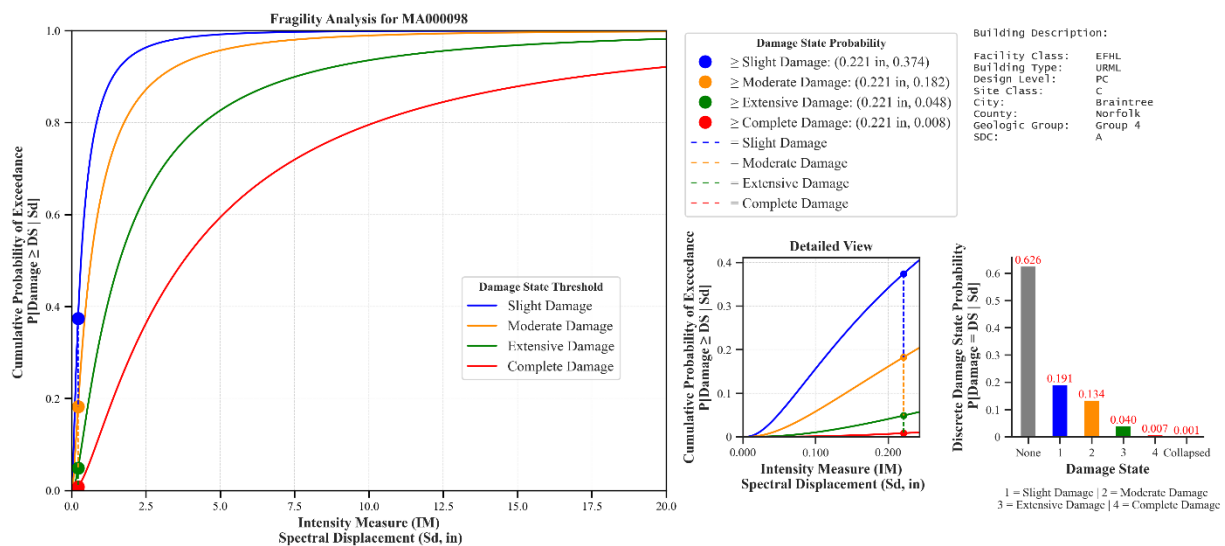 Fragility Analysis for MA000098
Cumulative Probability of Exceedance
P[Damage ≥ DS | Sd]
1.0
0.8
0.6
0.4
0.2
0.0
0.0 2.5 5.0 7.5 10.0 12.5 15.0 17.5 20.0
Intensity Measure (IM)
Spectral Displacement (Sd, in)
Damage State Threshold
Slight Damage
Moderate Damage
Extensive Damage
Complete Damage
Damage State Probability
≥ Slight Damage: (0.221 in, 0.374)
≥ Moderate Damage: (0.221 in, 0.182)
≥ Extensive Damage: (0.221 in, 0.048)
≥ Complete Damage: (0.221 in, 0.008)
= Slight Damage
= Moderate Damage
= Extensive Damage
= Complete Damage
Building Description:
Facility Class: EFHL
Building Type: URML
Design Level: PC
Site Class: C
City: Braintree
County: Norfolk
Geologic Group: Group 4
SDC: A
Detailed View
Cumulative Probability of Exceedance
P[Damage ≥ DS | Sd]
0.4
0.3
0.2
0.1
0.0
0.000 0.100 0.200
Intensity Measure (IM)
Spectral Displacement (Sd, in)
Discrete Damage State Probability
P[Damage = DS | Sd]
0.6
0.5
0.4
0.3
0.2
0.1
0
0.626
0.191
0.134
0.040
0.007
0.001
None 1 2 3 4 Collapsed
Damage State
1 = Slight Damage | 2 = Moderate Damage
3 = Extensive Damage | 4 = Complete Damage